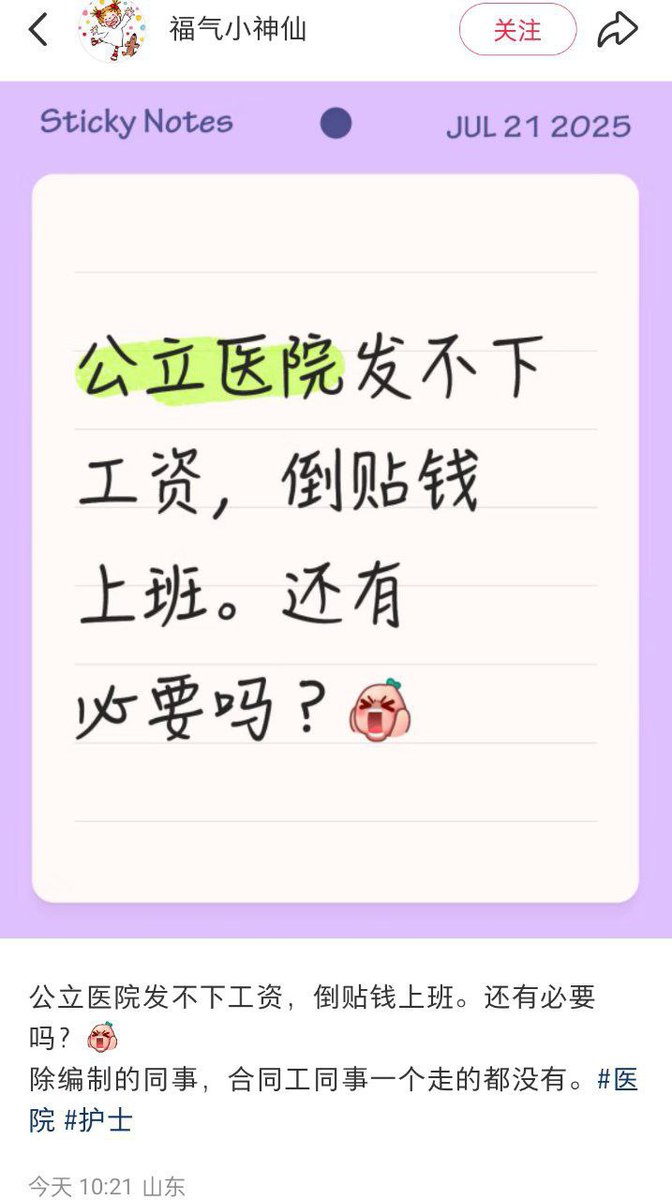 福气小神仙
关注
Sticky Notes
JUL 21 2025
公立医院发不下
工资，倒贴钱
上班。还有
必要吗？
公立医院发不下工资，倒贴钱上班。还有必要
吗？
除编制的同事，合同工同事一个走的都没有。#医
院 #护士
今天 10:21 山东